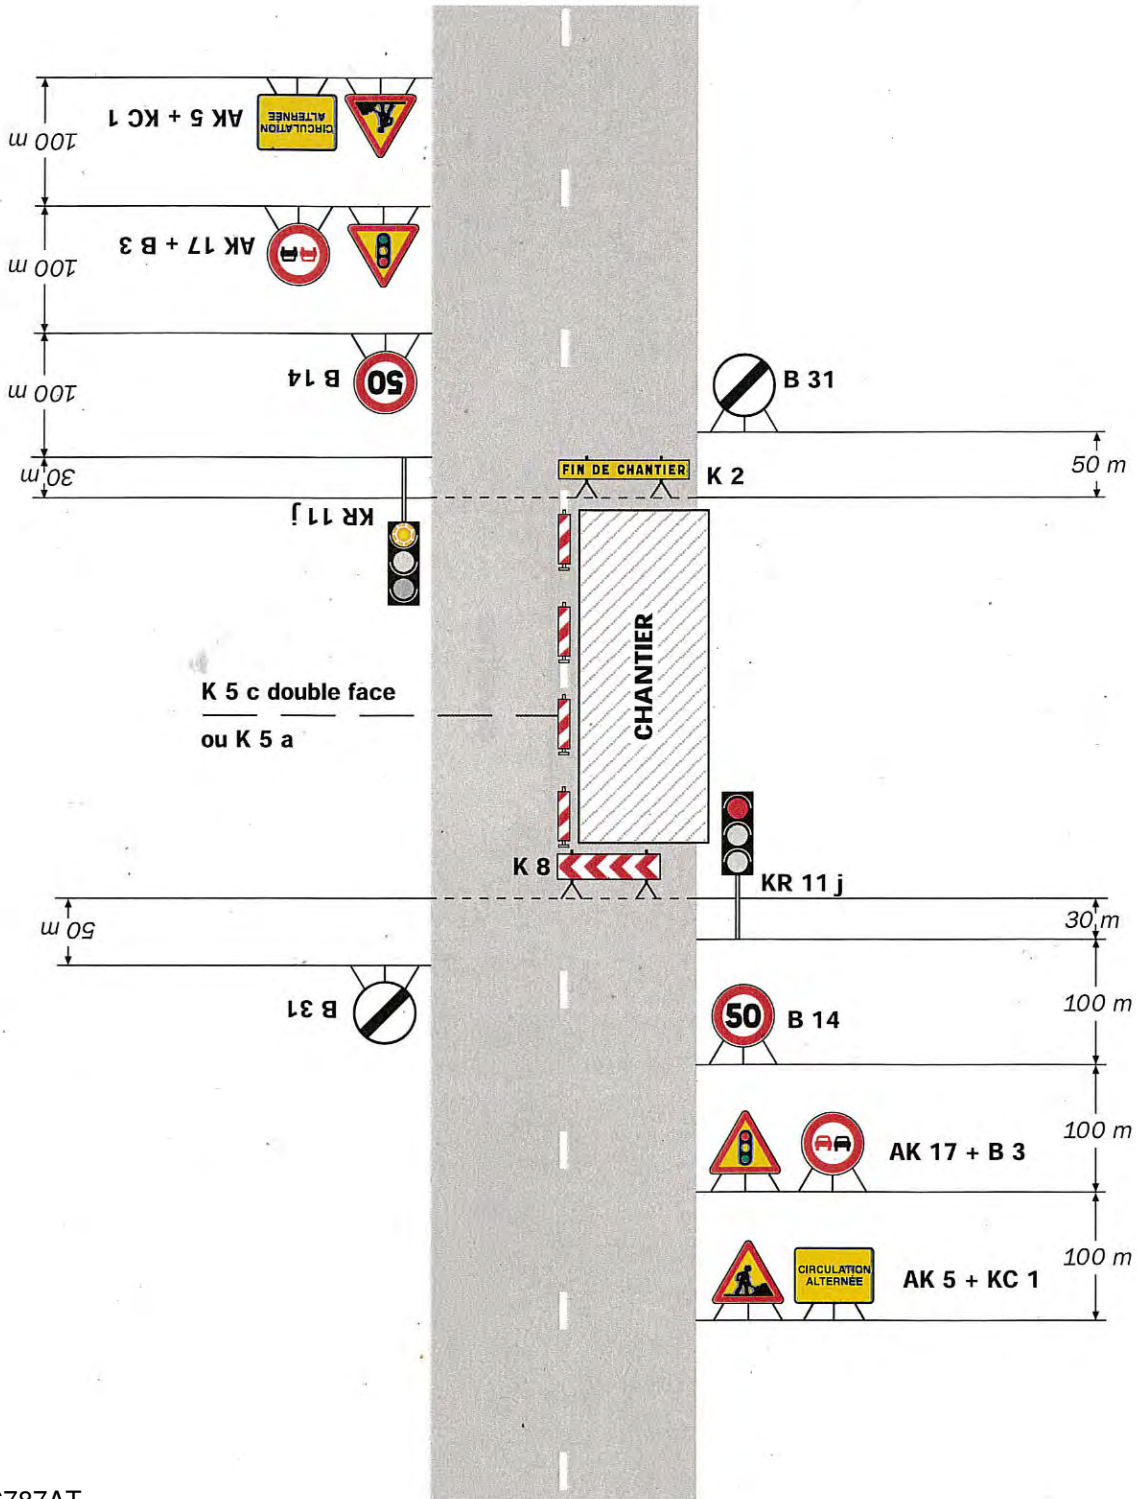 100 m
AK 5 + KC 1
CIRCULATION
ALTERNÉE
100 m
AK 17 + B 3
100 m
B 14
50
B 31
30 m
KR 11 j
FIN DE CHANTIER
K 2
50 m
CHANTIER
K 5 c double face
ou K 5 a
K 8
KR 11 j
50 m
30 m
B 31
50
B 14
100 m
AK 17 + B 3
100 m
CIRCULATION
ALTERNÉE
AK 5 + KC 1
100 m